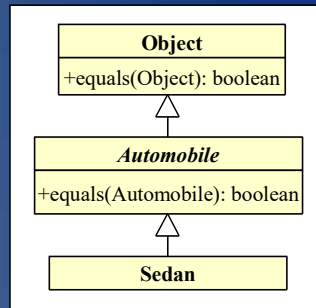 Object
+equals(Object): boolean
Automobile
+equals(Automobile): boolean
Sedan